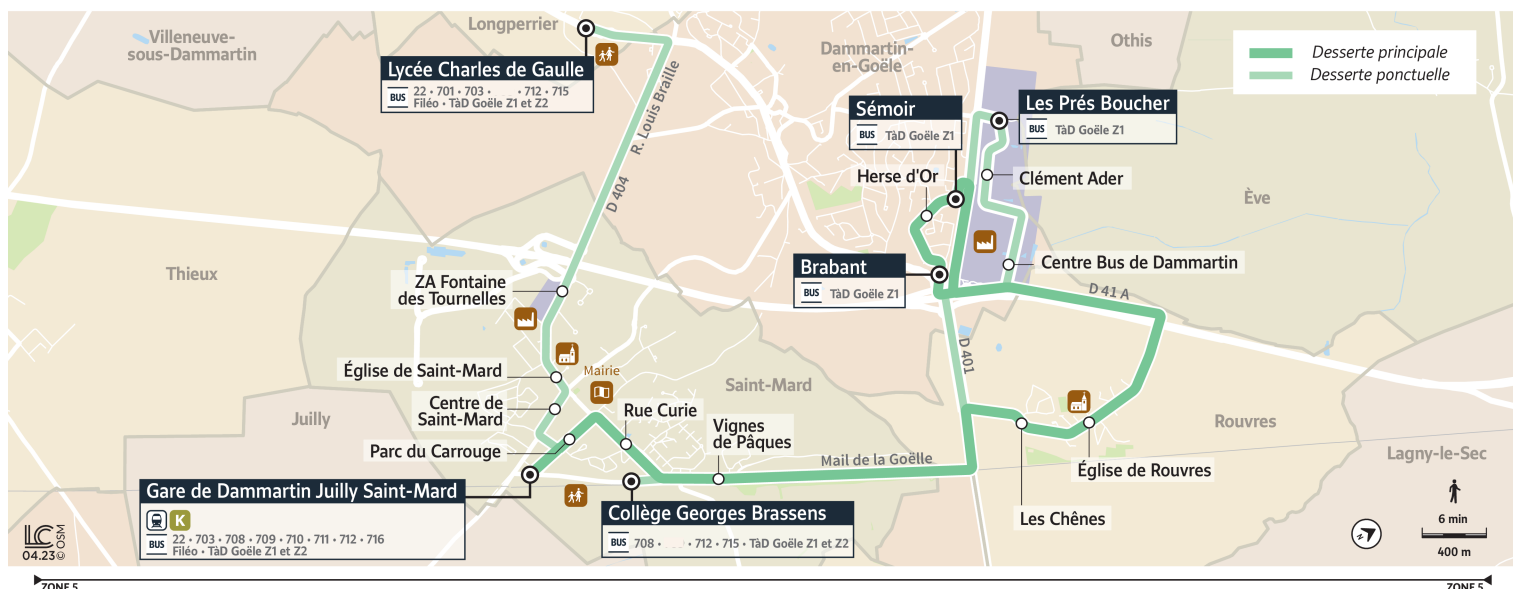 Villeneuve-
sous-Dammartin
Longperrier
Dammartin-
en-Goële
Othis
Desserte principale
Desserte ponctuelle
Lycée Charles de Gaulle
BUS
22 • 701 • 703 • 712 • 715
Filéo • TàD Goële Z1 et Z2
R. Louis Braille
D 404
Sémoir
BUS
TàD Goële Z1
Les Prés Boucher
BUS
TàD Goële Z1
Herse d'Or
Clément Ader
Ève
Thieux
ZA Fontaine
des Tournelles
Brabant
BUS
TàD Goële Z1
Centre Bus de Dammartin
D 41 A
D 401
Église de Saint-Mard
Mairie
Saint-Mard
Centre de
Saint-Mard
Juilly
Rue Curie
Vignes
de Pâques
Parc du Carrouge
Mail de la Goëlle
Rouvres
Lagny-le-Sec
Église de Rouvres
Les Chênes
Gare de Dammartin Juilly Saint-Mard
K
BUS
22 • 703 • 708 • 709 • 710 • 711 • 712 • 716
Filéo • TàD Goële Z1 et Z2
Collège Georges Brassens
BUS
708 • • 712 • 715 • TàD Goële Z1 et Z2
6 min
400 m
LC
04.23 © OSM
ZONE 5
ZONE 5